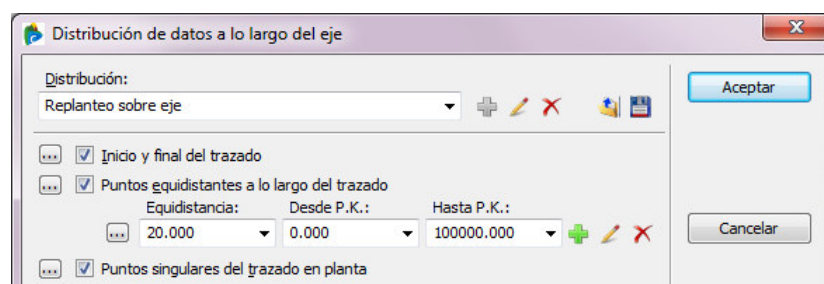 Distribución de datos a lo largo del eje
Distribución:
Replanteo sobre eje
Aceptar
... Inicio y final del trazado
... Puntos equidistantes a lo largo del trazado
Equidistancia: Desde P.K.: Hasta P.K.:
... 20.000 0.000 100000.000
Cancelar
... Puntos singulares del trazado en planta